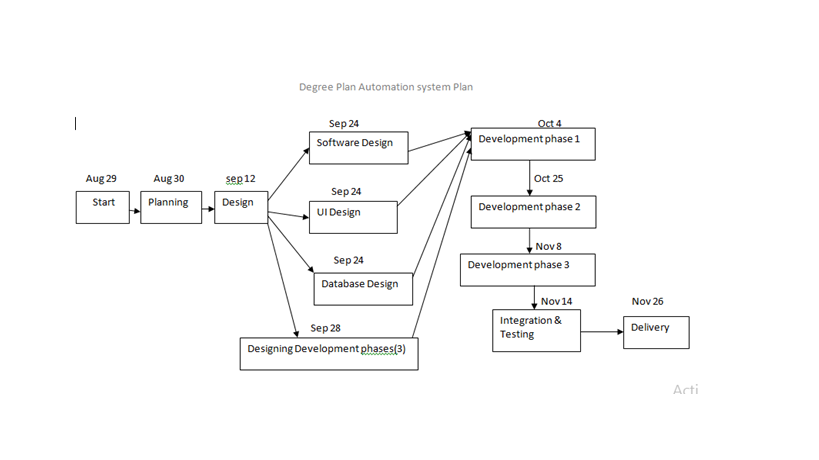 Degree Plan Automation system Plan
Aug 29
Start
Aug 30
Planning
sep 12
Design
Sep 24
Software Design
Sep 24
UI Design
Sep 24
Database Design
Sep 28
Designing Development phases(3)
Oct 4
Development phase 1
Oct 25
Development phase 2
Nov 8
Development phase 3
Nov 14
Integration &
Testing
Nov 26
Delivery
Acti